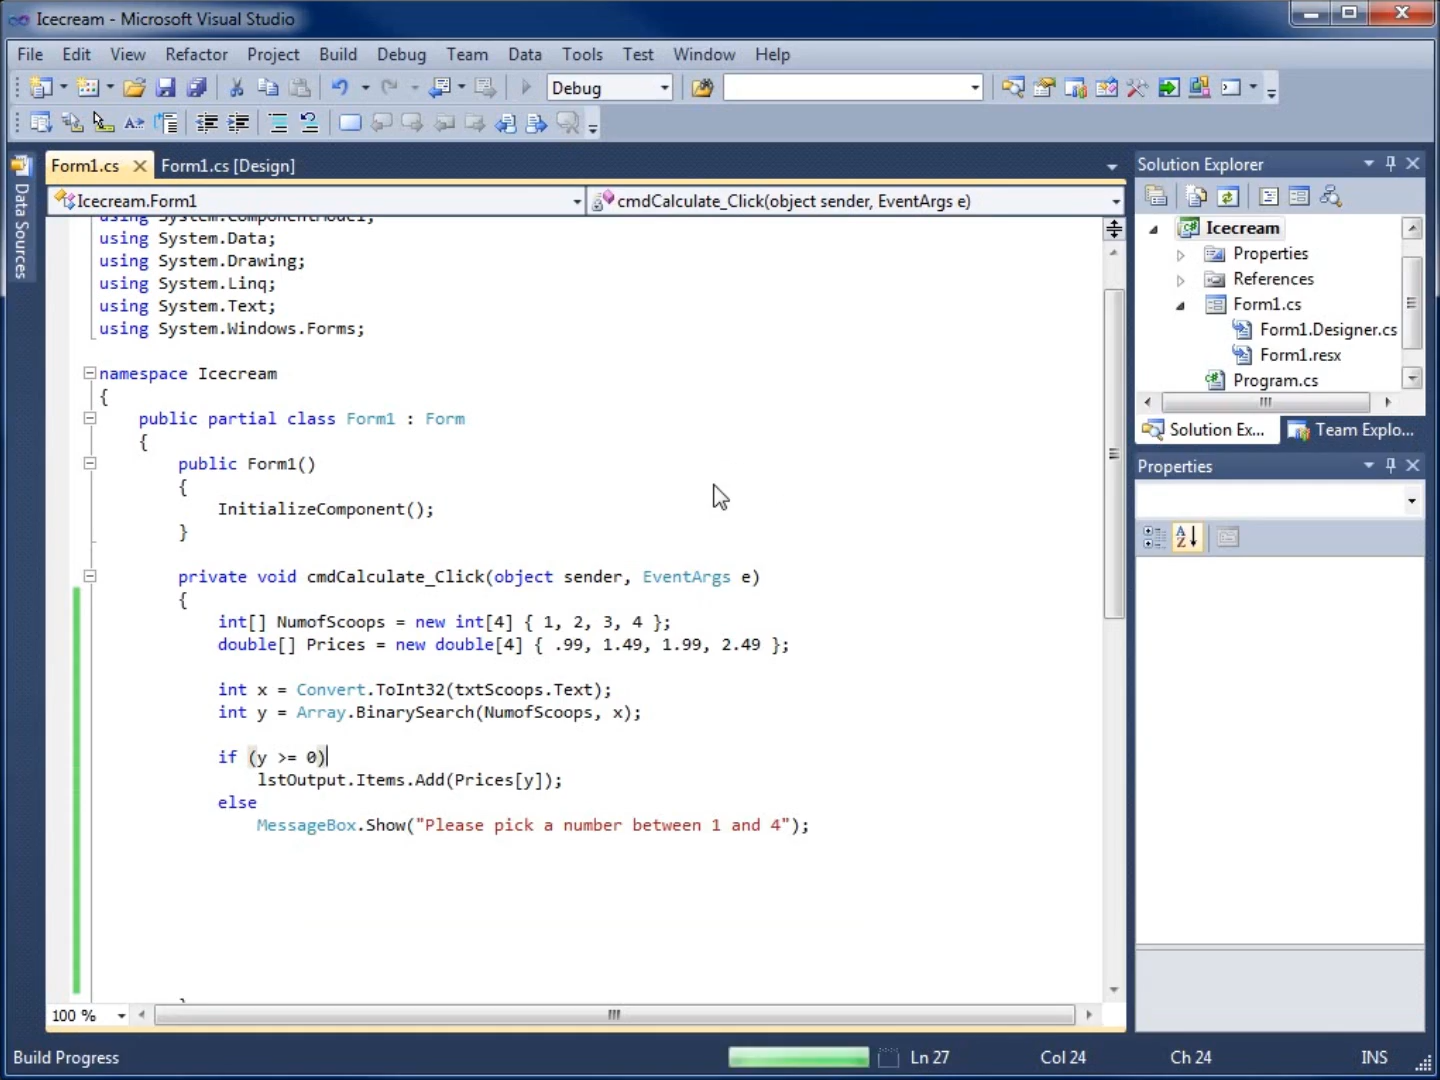 Icecream - Microsoft Visual Studio
File Edit View Refactor Project Build Debug Team Data Tools Test Window Help
Debug
Form1.cs Form1.cs [Design]
Solution Explorer
Data Sources
Icecream.Form1 cmdCalculate_Click(object sender, EventArgs e)
using System.ComponentModel;
using System.Data;
using System.Drawing;
using System.Linq;
using System.Text;
using System.Windows.Forms;
namespace Icecream
{
public partial class Form1 : Form
{
public Form1()
{
InitializeComponent();
}
private void cmdCalculate_Click(object sender, EventArgs e)
{
int[] NumofScoops = new int[4] { 1, 2, 3, 4 };
double[] Prices = new double[4] { .99, 1.49, 1.99, 2.49 };
int x = Convert.ToInt32(txtScoops.Text);
int y = Array.BinarySearch(NumofScoops, x);
if (y >= 0)
lstOutput.Items.Add(Prices[y]);
else
MessageBox.Show("Please pick a number between 1 and 4");
}
100 %
Icecream
Properties
References
Form1.cs
Form1.Designer.cs
Form1.resx
Program.cs
Solution Ex... Team Explo...
Properties
Build Progress Ln 27 Col 24 Ch 24 INS